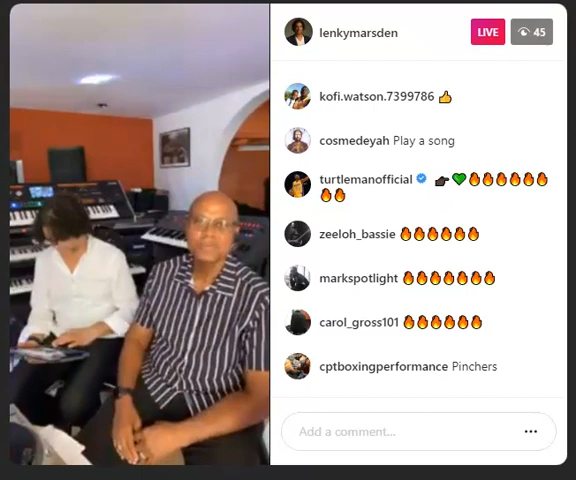 lenkymarsden
LIVE
45
kofi.watson.7399786 👍
cosmedeyah Play a song
turtlemanofficial 👉🏿💚🔥🔥🔥🔥🔥🔥
🔥🔥
zeeloh_bassie 🔥🔥🔥🔥🔥🔥
markspotlight 🔥🔥🔥🔥🔥🔥🔥
carol_gross101 🔥🔥🔥🔥🔥🔥
cptboxingperformance Pinchers
Add a comment...